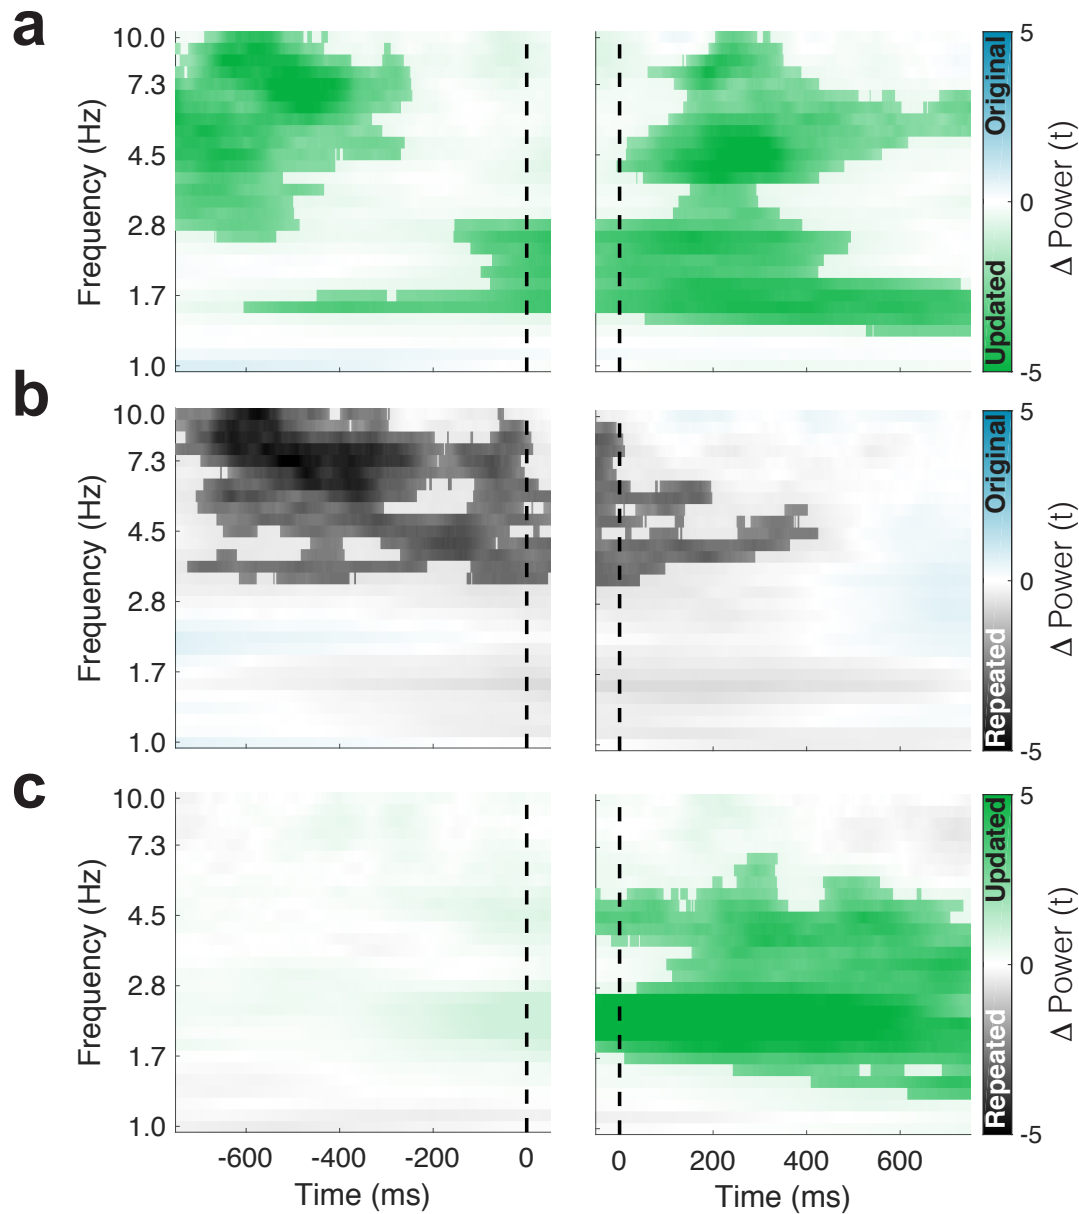 a
10.0
7.3
4.5
2.8
1.7
1.0
Frequency (Hz)
5
0
-5
Original
Updated
Δ Power (t)
b
10.0
7.3
4.5
2.8
1.7
1.0
Frequency (Hz)
5
0
-5
Original
Repeated
Δ Power (t)
c
10.0
7.3
4.5
2.8
1.7
1.0
Frequency (Hz)
5
0
-5
Updated
Repeated
Δ Power (t)
-600 -400 -200 0
Time (ms)
0 200 400 600
Time (ms)